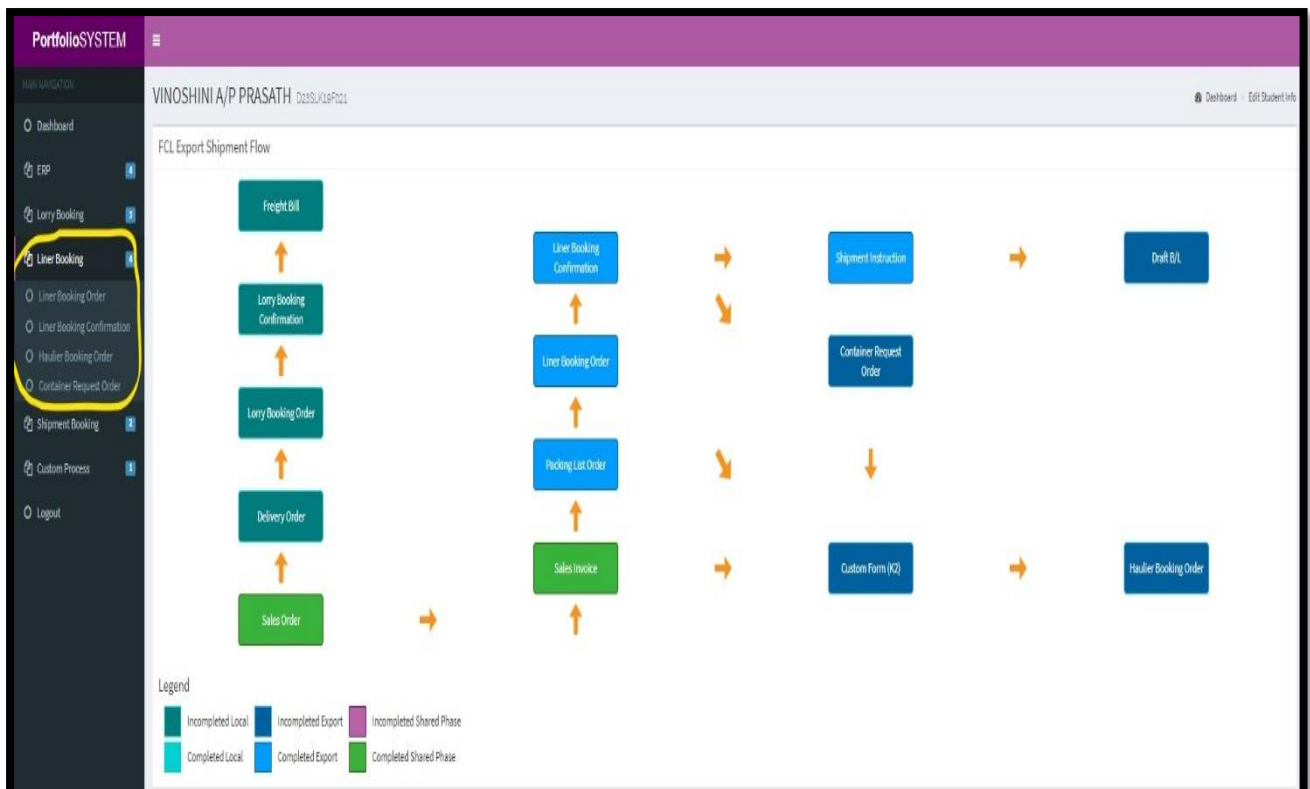 PortfolioSYSTEM
MAIN NAVIGATION
Dashboard
ERP 4
Lorry Booking 3
Liner Booking 4
Liner Booking Order
Liner Booking Confirmation
Haulier Booking Order
Container Request Order
Shipment Booking 2
Custom Process 1
Logout
VINOSHINI A/P PRASATH
Dashboard > Edit Student Info
FCL Export Shipment Flow
Freight Bill
Lorry Booking
Confirmation
Lorry Booking Order
Delivery Order
Sales Order
Liner Booking
Confirmation
Liner Booking Order
Packing List Order
Sales Invoice
Shipment Instruction
Container Request
Order
Custom Form (K2)
Draft B/L
Haulier Booking Order
Legend
Incompleted Local
Incompleted Export
Incompleted Shared Phase
Completed Local
Completed Export
Completed Shared Phase